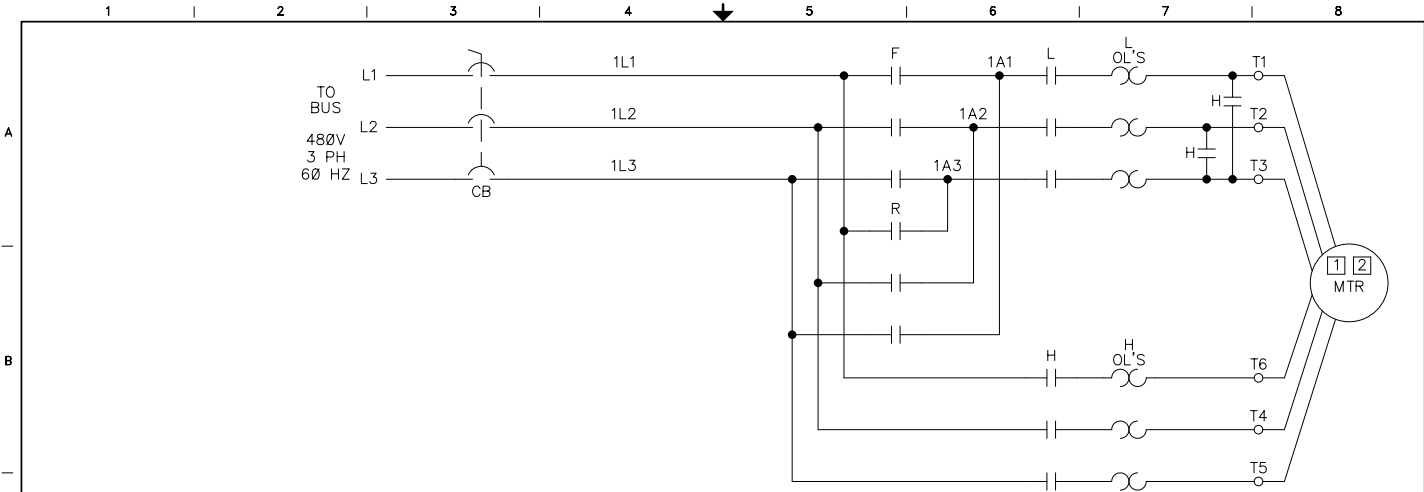 1 2 3 4 5 6 7 8
A
B
TO
BUS
480V
3 PH
60 HZ
L1
L2
L3
CB
1L1
1L2
1L3
F
R
1A1
1A2
1A3
L
L
OL'S
H
H
T1
T2
T3
1 2
MTR
H
H
OL'S
T6
T4
T5